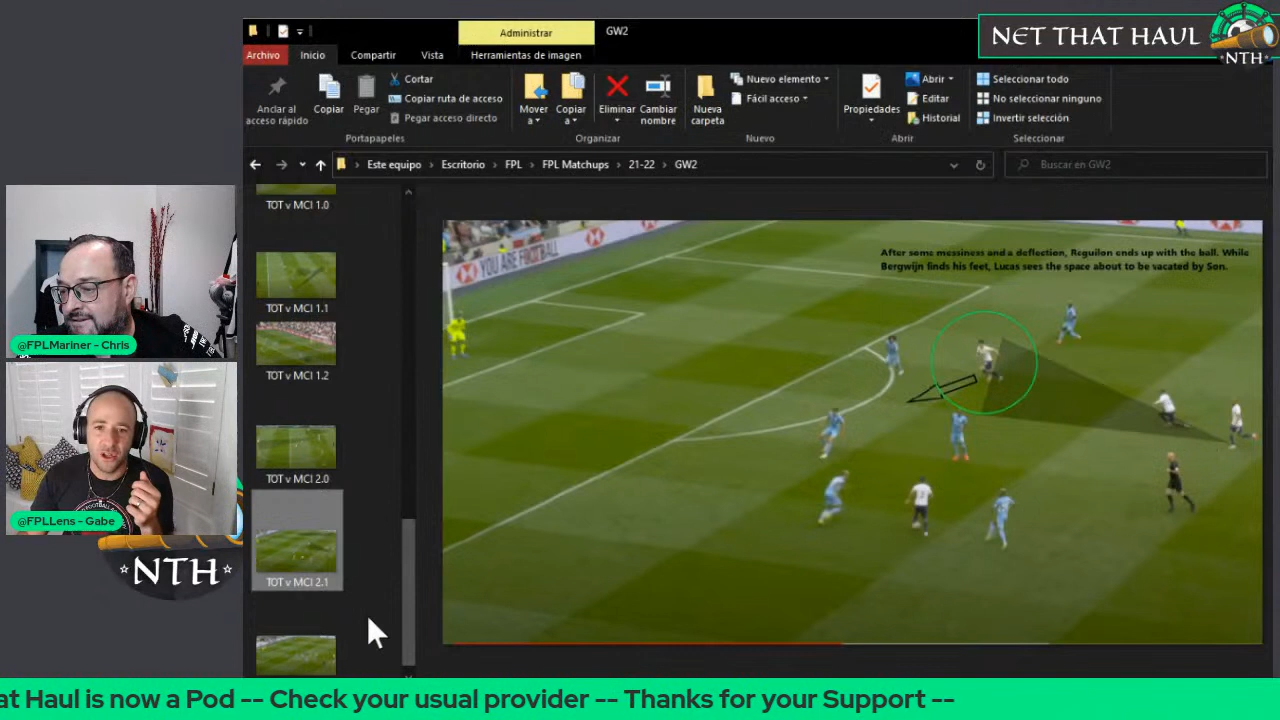 NET THAT HAUL
NTH
Administrar
GW2
Archivo
Inicio
Compartir
Vista
Herramientas de imagen
Anclar al
acceso rápido
Copiar
Pegar
Cortar
Copiar ruta de acceso
Pegar acceso directo
Portapapeles
Mover
a
Copiar
a
Eliminar
Cambiar
nombre
Organizar
Nueva
carpeta
Nuevo elemento
Fácil acceso
Nuevo
Propiedades
Abrir
Editar
Historial
Abrir
Seleccionar todo
No seleccionar ninguno
Invertir selección
Seleccionar
Este equipo > Escritorio > FPL > FPL Matchups > 21-22 > GW2
Buscar en GW2
TOT v MCI 1.0
TOT v MCI 1.1
TOT v MCI 1.2
TOT v MCI 2.0
TOT v MCI 2.1
YOU ARE FOOTBALL
HSBC
After some messiness and a deflection, Reguilon ends up with the ball. While
Bergwijn finds his feet, Lucas sees the space about to be vacated by Son.
@FPLMariner - Chris
@FPLLens - Gabe
NTH
at Haul is now a Pod -- Check your usual provider -- Thanks for your Support --